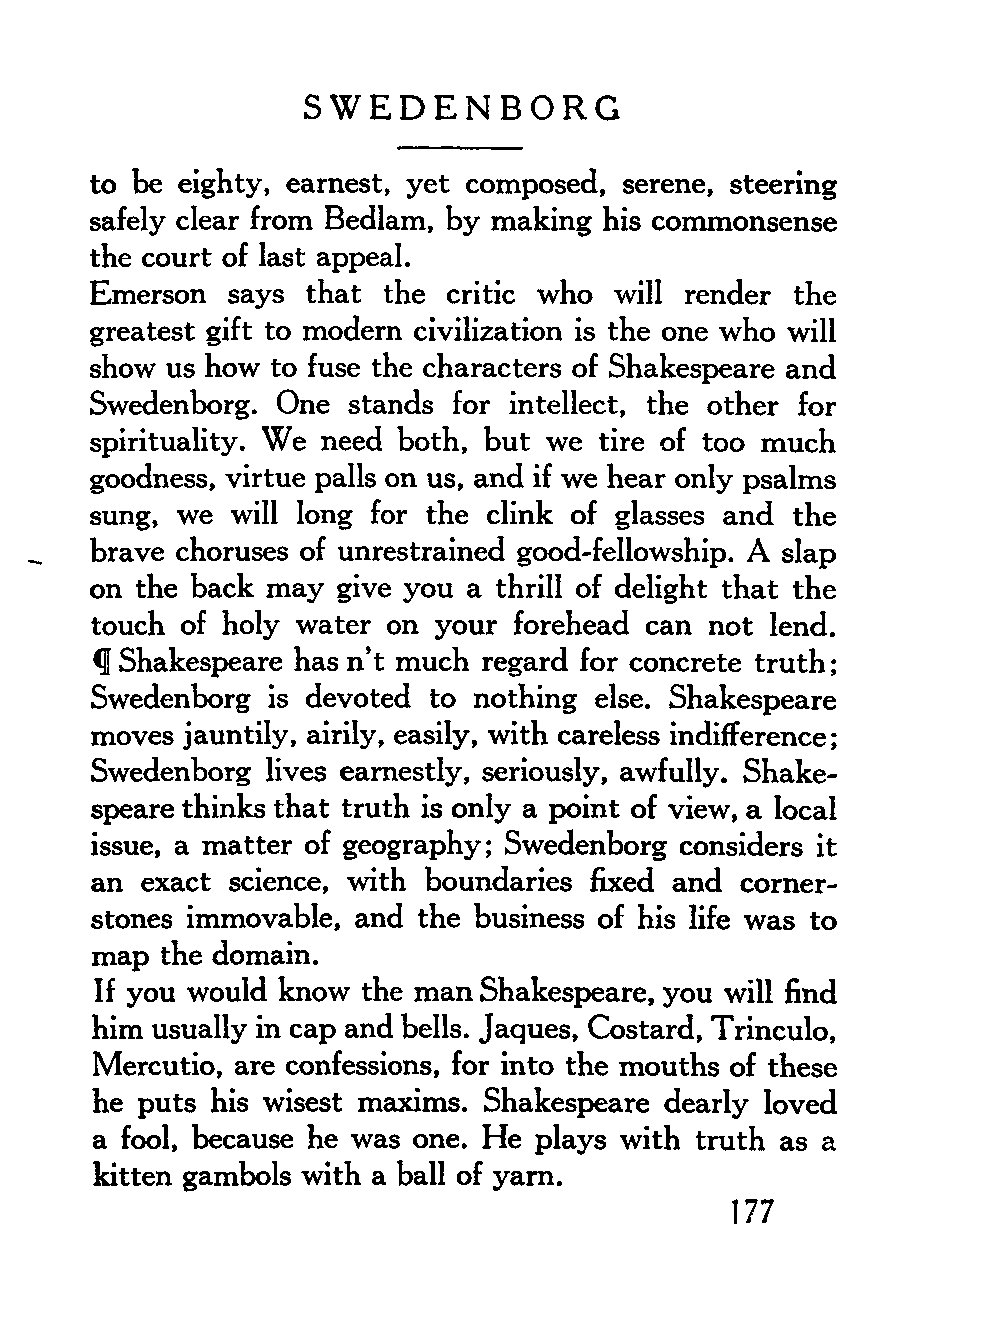 SWEDENBORG
to be eighty, earnest, yet composed, serene, steering
safely clear from Bedlam, by making his commonsense
the court of last appeal.
Emerson says that the critic who will render the
greatest gift to modern civilization is the one who will
show us how to fuse the characters of Shakespeare and
Swedenborg. One stands for intellect, the other for
spirituality. We need both, but we tire of too much
goodness, virtue palls on us, and if we hear only psalms
sung, we will long for the clink of glasses and the
brave choruses of unrestrained good-fellowship. A slap
on the back may give you a thrill of delight that the
touch of holy water on your forehead can not lend.
¶ Shakespeare has n't much regard for concrete truth;
Swedenborg is devoted to nothing else. Shakespeare
moves jauntily, airily, easily, with careless indifference;
Swedenborg lives earnestly, seriously, awfully. Shake-
speare thinks that truth is only a point of view, a local
issue, a matter of geography; Swedenborg considers it
an exact science, with boundaries fixed and corner-
stones immovable, and the business of his life was to
map the domain.
If you would know the man Shakespeare, you will find
him usually in cap and bells. Jaques, Costard, Trinculo,
Mercutio, are confessions, for into the mouths of these
he puts his wisest maxims. Shakespeare dearly loved
a fool, because he was one. He plays with truth as a
kitten gambols with a ball of yarn.
177